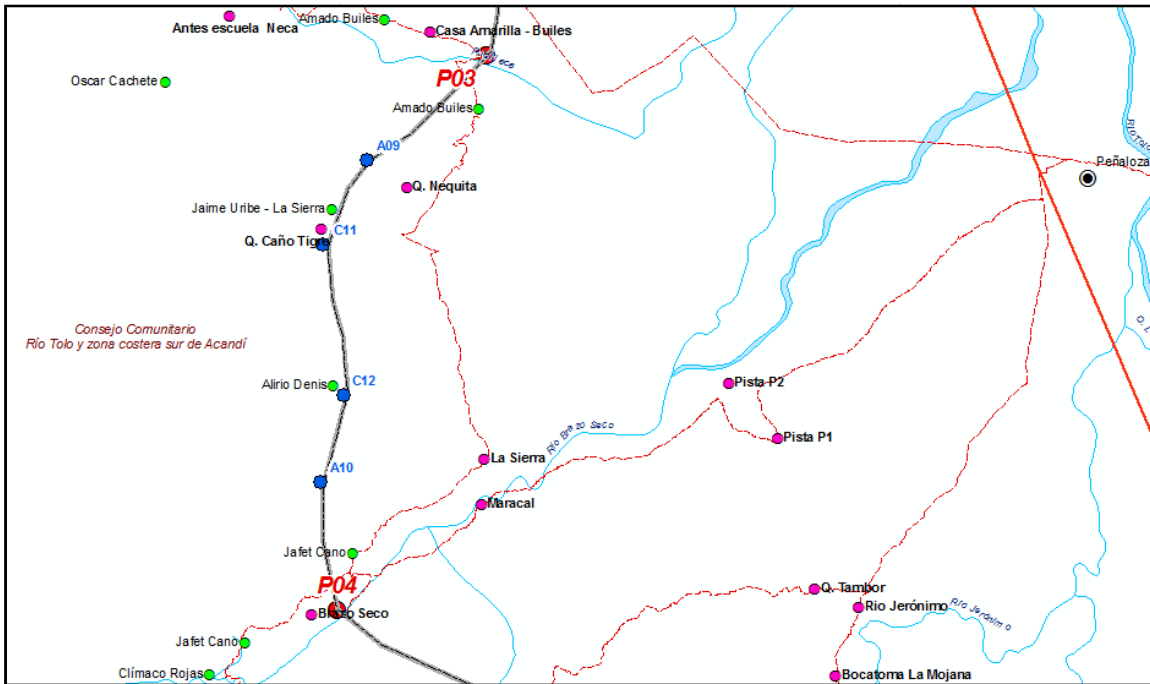 Amado Builes
Antes escuela Neca
Casa Amarilla - Builes
P03
Oscar Cachete
Amado Builes
Río Tolo
Peñaloza
A09
Q. Nequita
Jaime Uribe - La Sierra
C11
Q. Caño Tigre
Consejo Comunitario
Río Tolo y zona costera sur de Acandí
Alirio Denis
C12
Pista P2
Río Brazo Seco
Pista P1
La Sierra
A10
Maracal
Jafet Cano
P04
Brazo Seco
Q. Tambor
Rio Jerónimo
Río Jerónimo
Jafet Cano
Clímaco Rojas
Bocatoma La Mojana